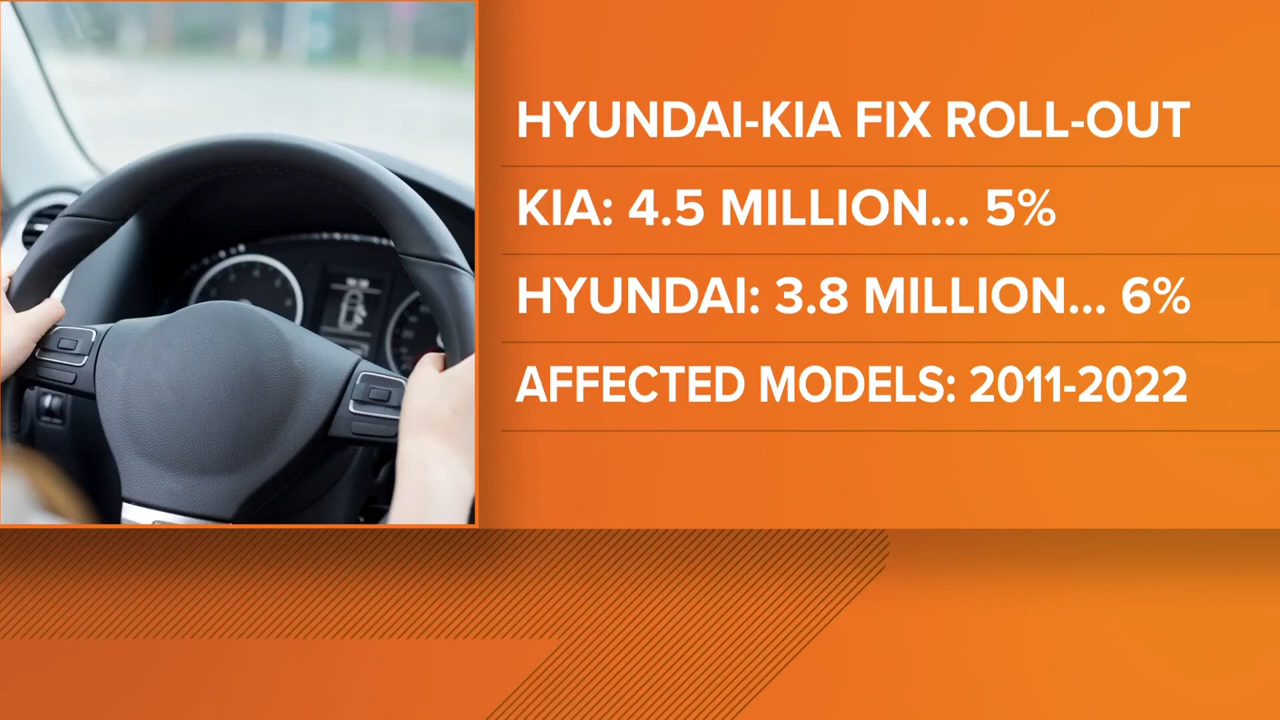 HYUNDAI-KIA FIX ROLL-OUT
KIA: 4.5 MILLION... 5%
HYUNDAI: 3.8 MILLION... 6%
AFFECTED MODELS: 2011-2022